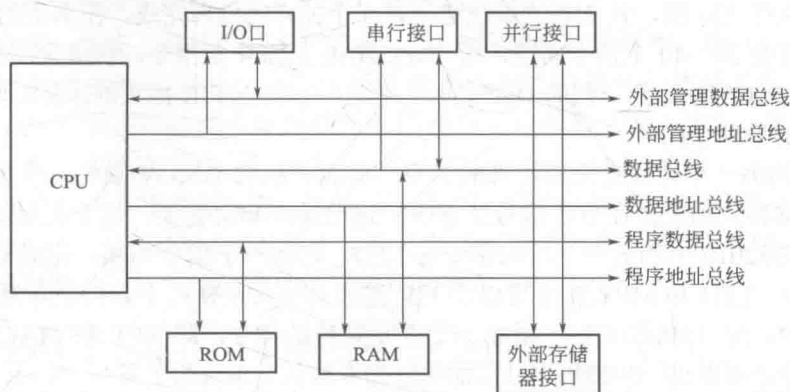 I/O口
串行接口
并行接口
外部管理数据总线
外部管理地址总线
CPU
数据总线
数据地址总线
程序数据总线
程序地址总线
ROM
RAM
外部存储
器接口